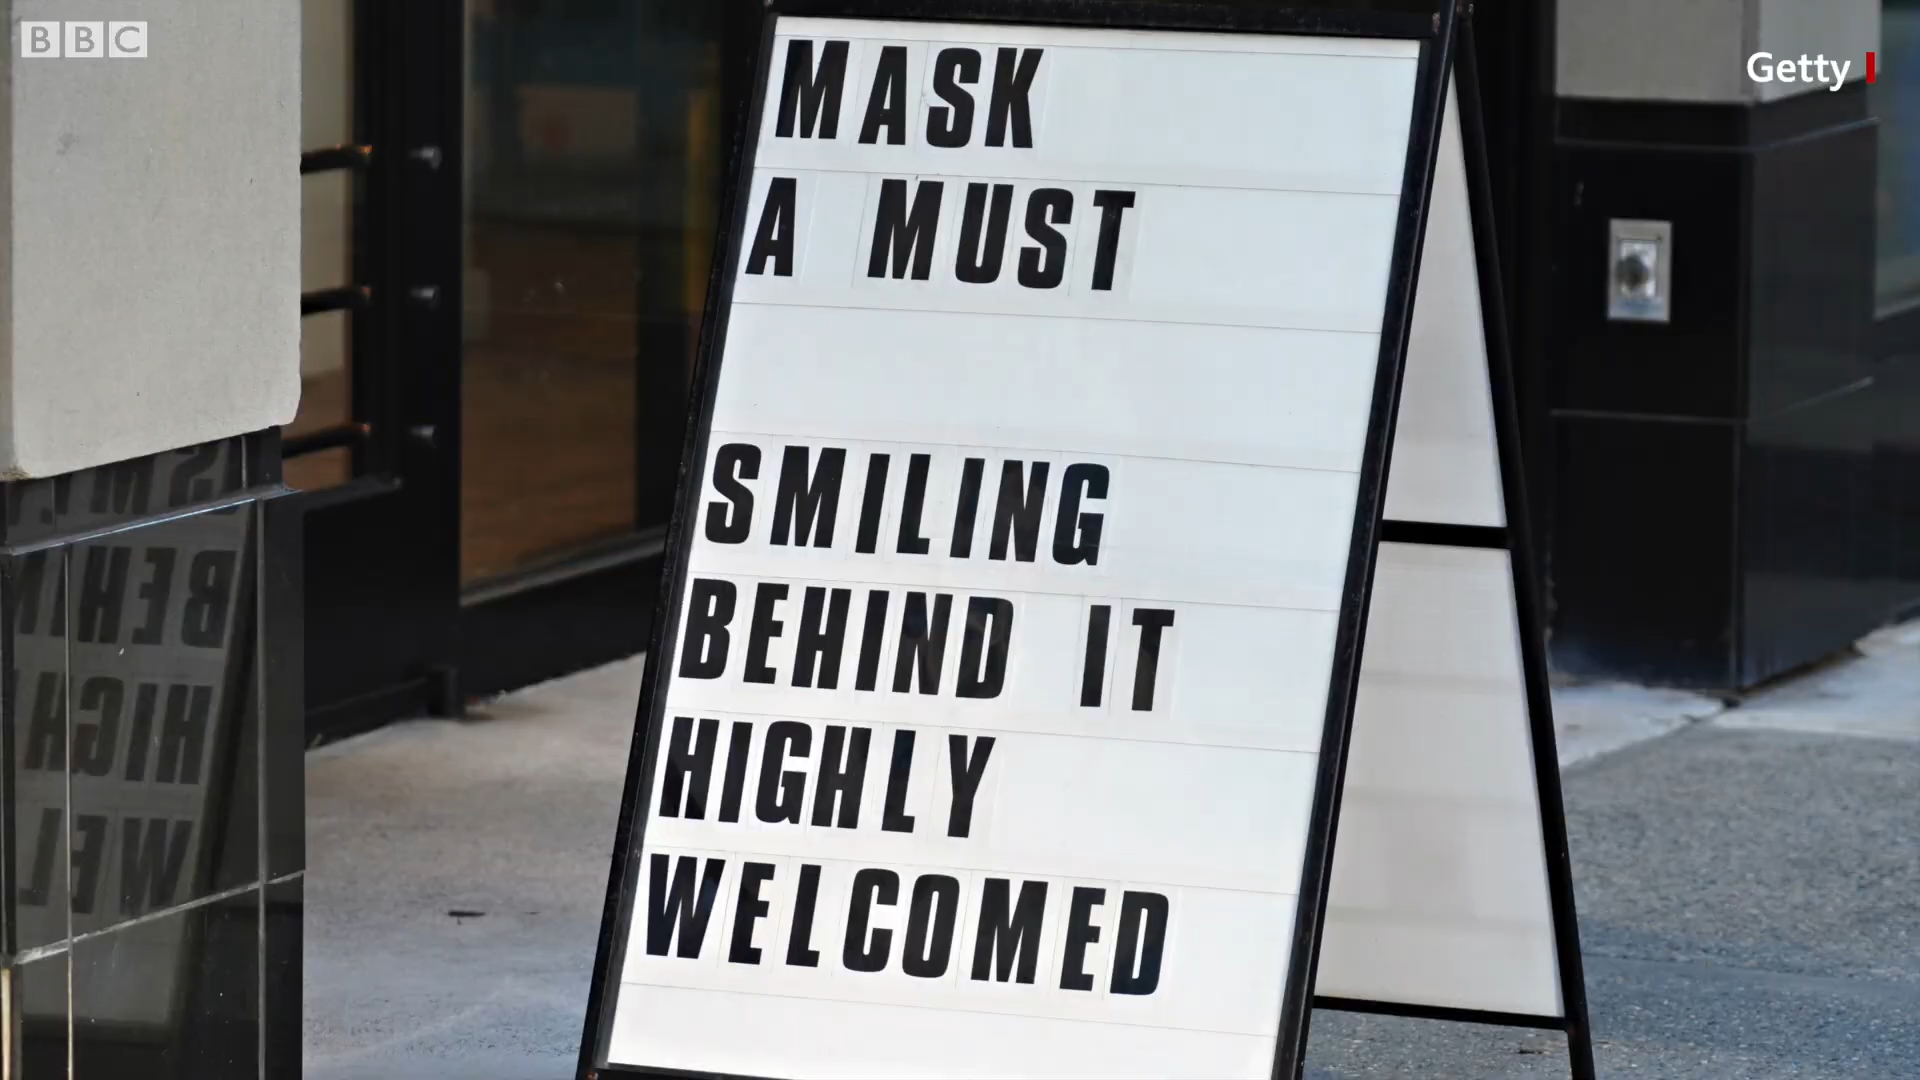 BBC
Getty
MASK
A MUST
SMILING
BEHIND IT
HIGHLY
WELCOMED